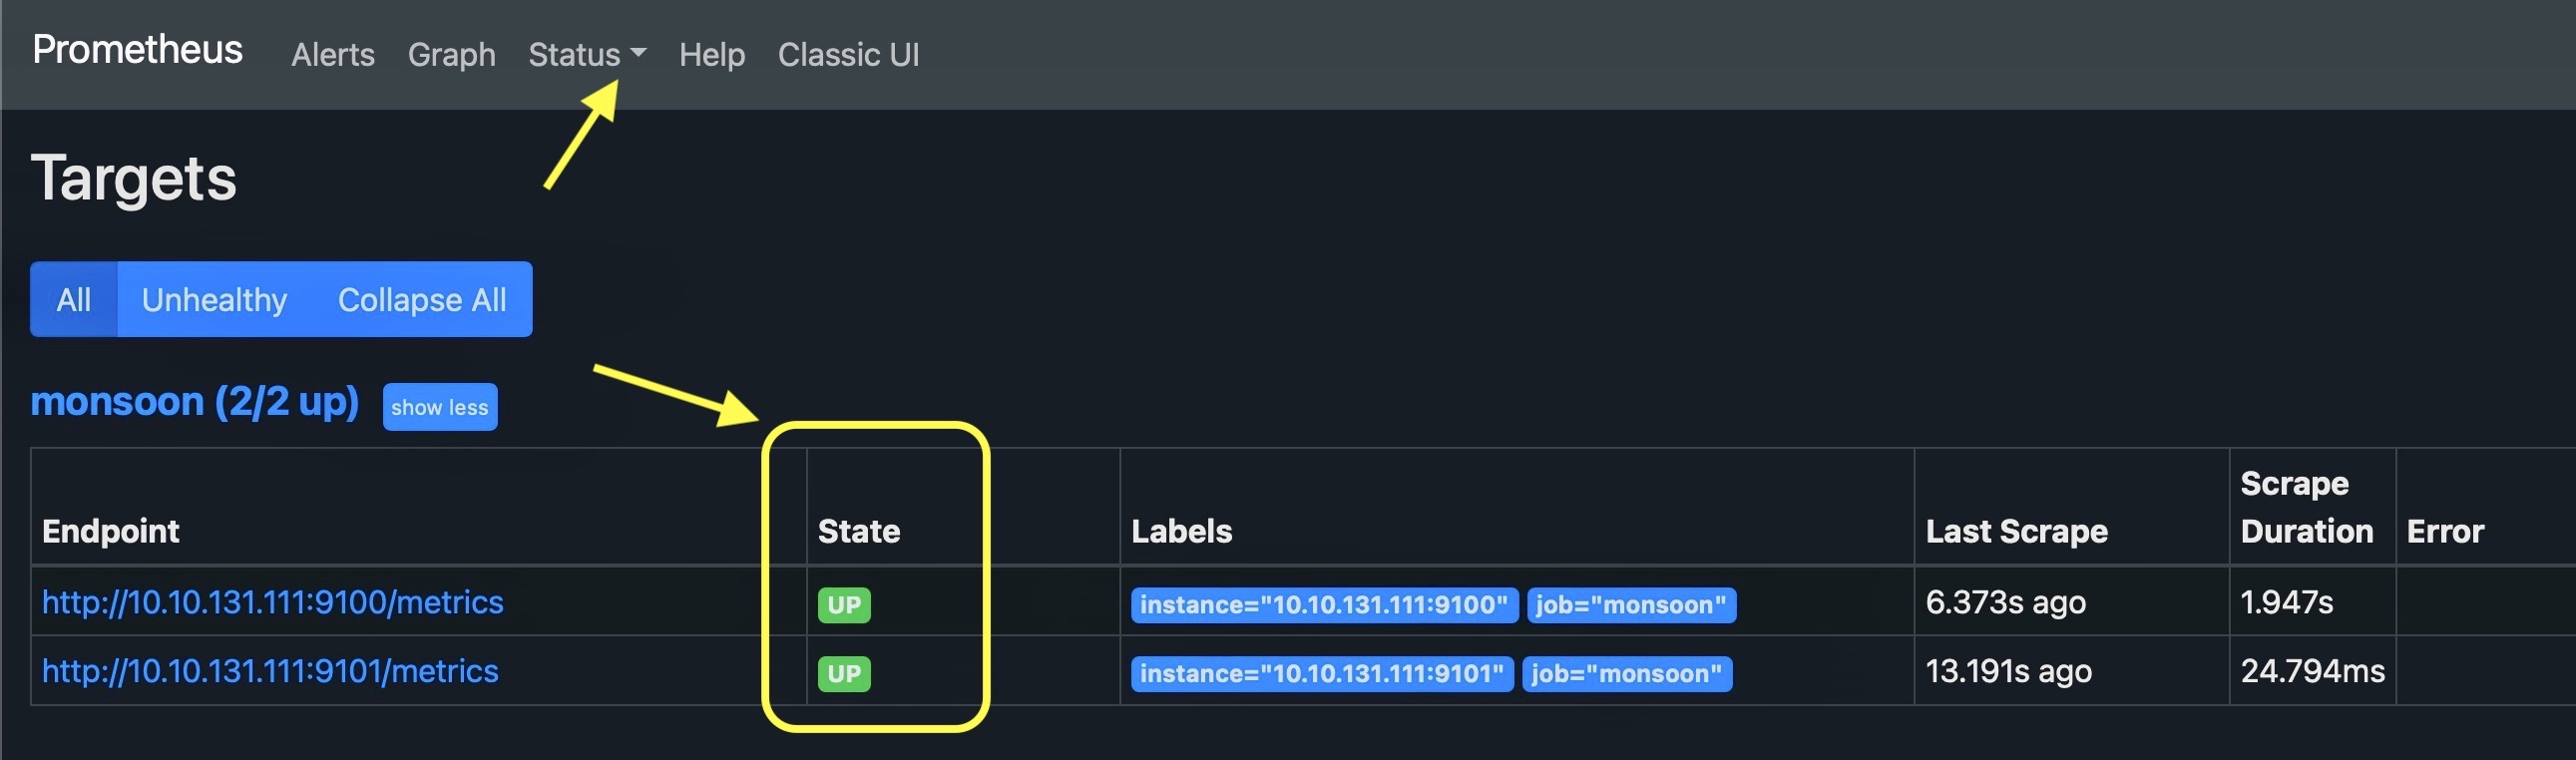 Prometheus Alerts Graph Status Help Classic UI
Targets
All Unhealthy Collapse All
monsoon (2/2 up) show less
Endpoint State Labels Last Scrape Scrape Duration Error
http://10.10.131.111:9100/metrics UP instance="10.10.131.111:9100" job="monsoon" 6.373s ago 1.947s
http://10.10.131.111:9101/metrics UP instance="10.10.131.111:9101" job="monsoon" 13.191s ago 24.794ms